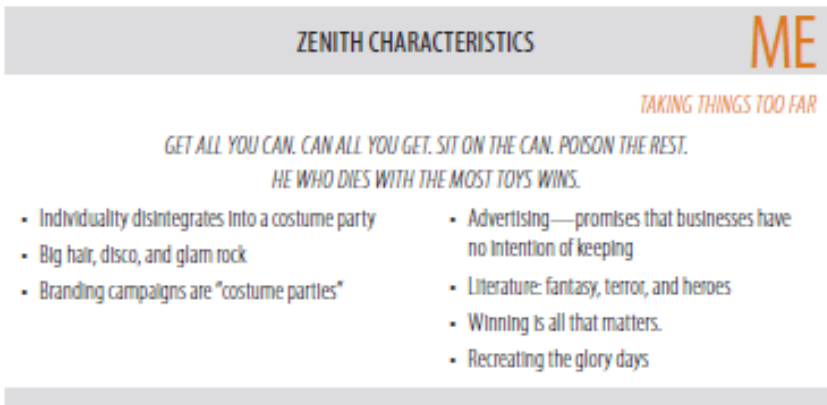 ZENITH CHARACTERISTICS
ME
TAKING THINGS TOO FAR
GET ALL YOU CAN. CAN ALL YOU GET. SIT ON THE CAN. POISON THE REST.
HE WHO DIES WITH THE MOST TOYS WINS.
▪ Individuality disintegrates into a costume party
▪ Big hair, disco, and glam rock
▪ Branding campaigns are “costume parties”
▪ Advertising—promises that businesses have
no intention of keeping
▪ Literature: fantasy, terror, and heroes
▪ Winning is all that matters.
▪ Recreating the glory days